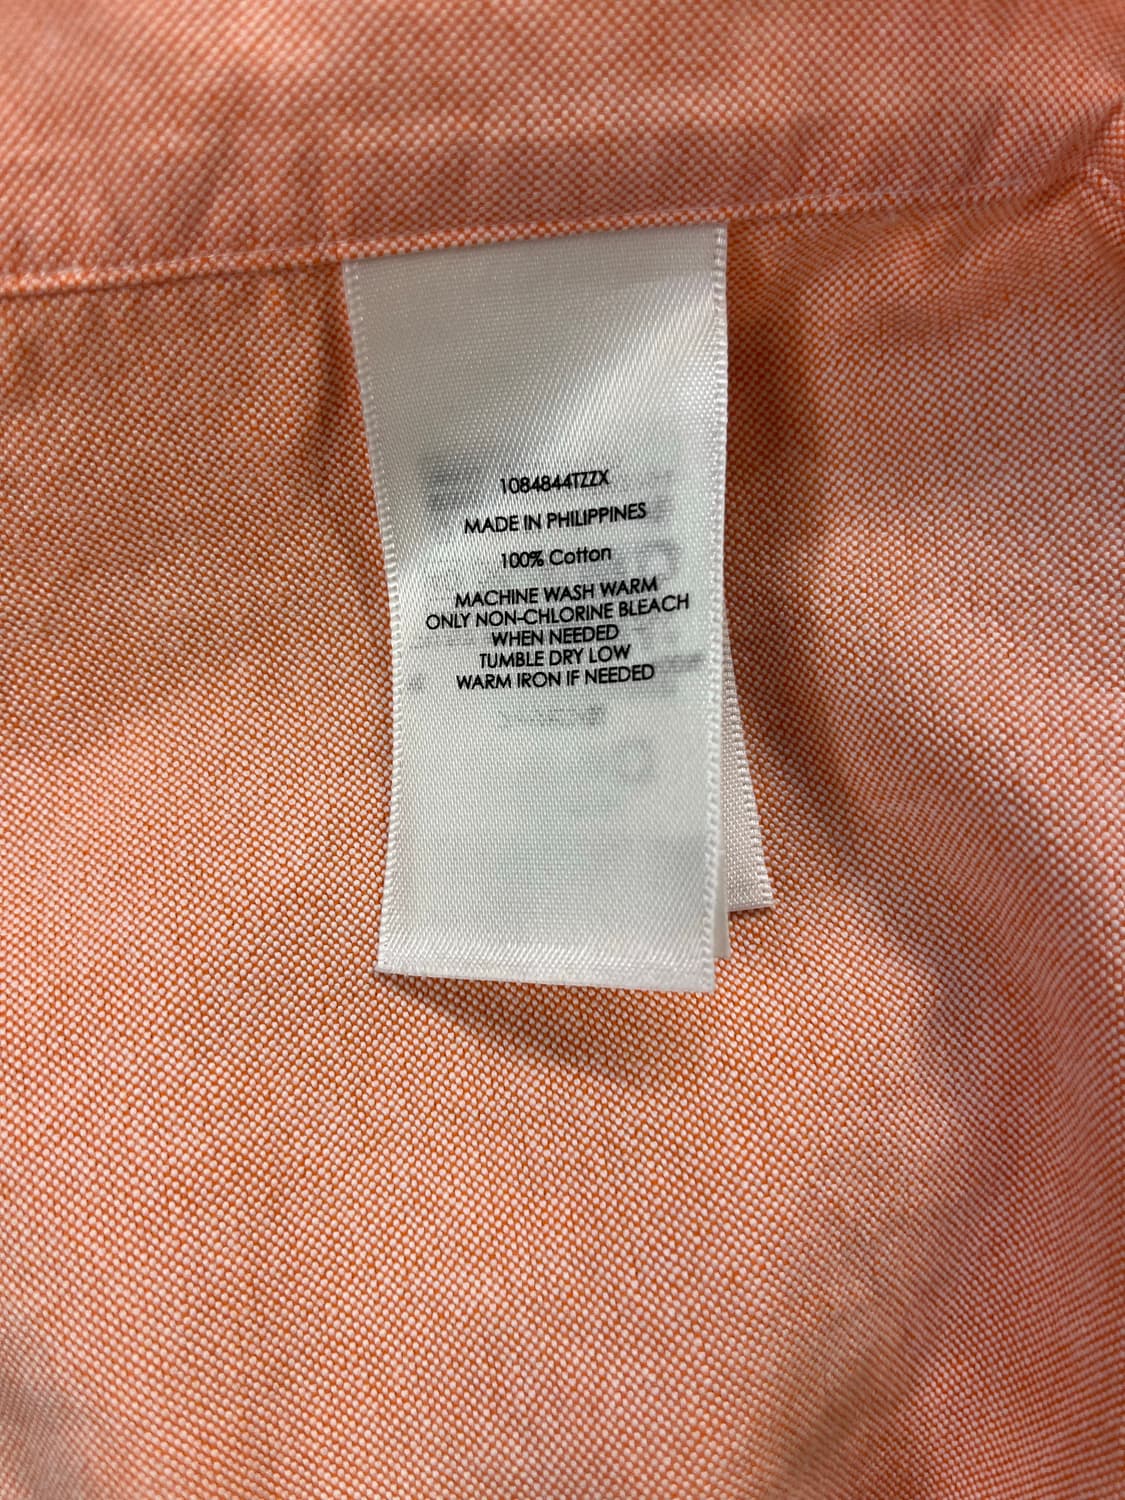 1084844TZZX
MADE IN PHILIPPINES
100% Cotton
MACHINE WASH WARM
ONLY NON-CHLORINE BLEACH
WHEN NEEDED
TUMBLE DRY LOW
WARM IRON IF NEEDED